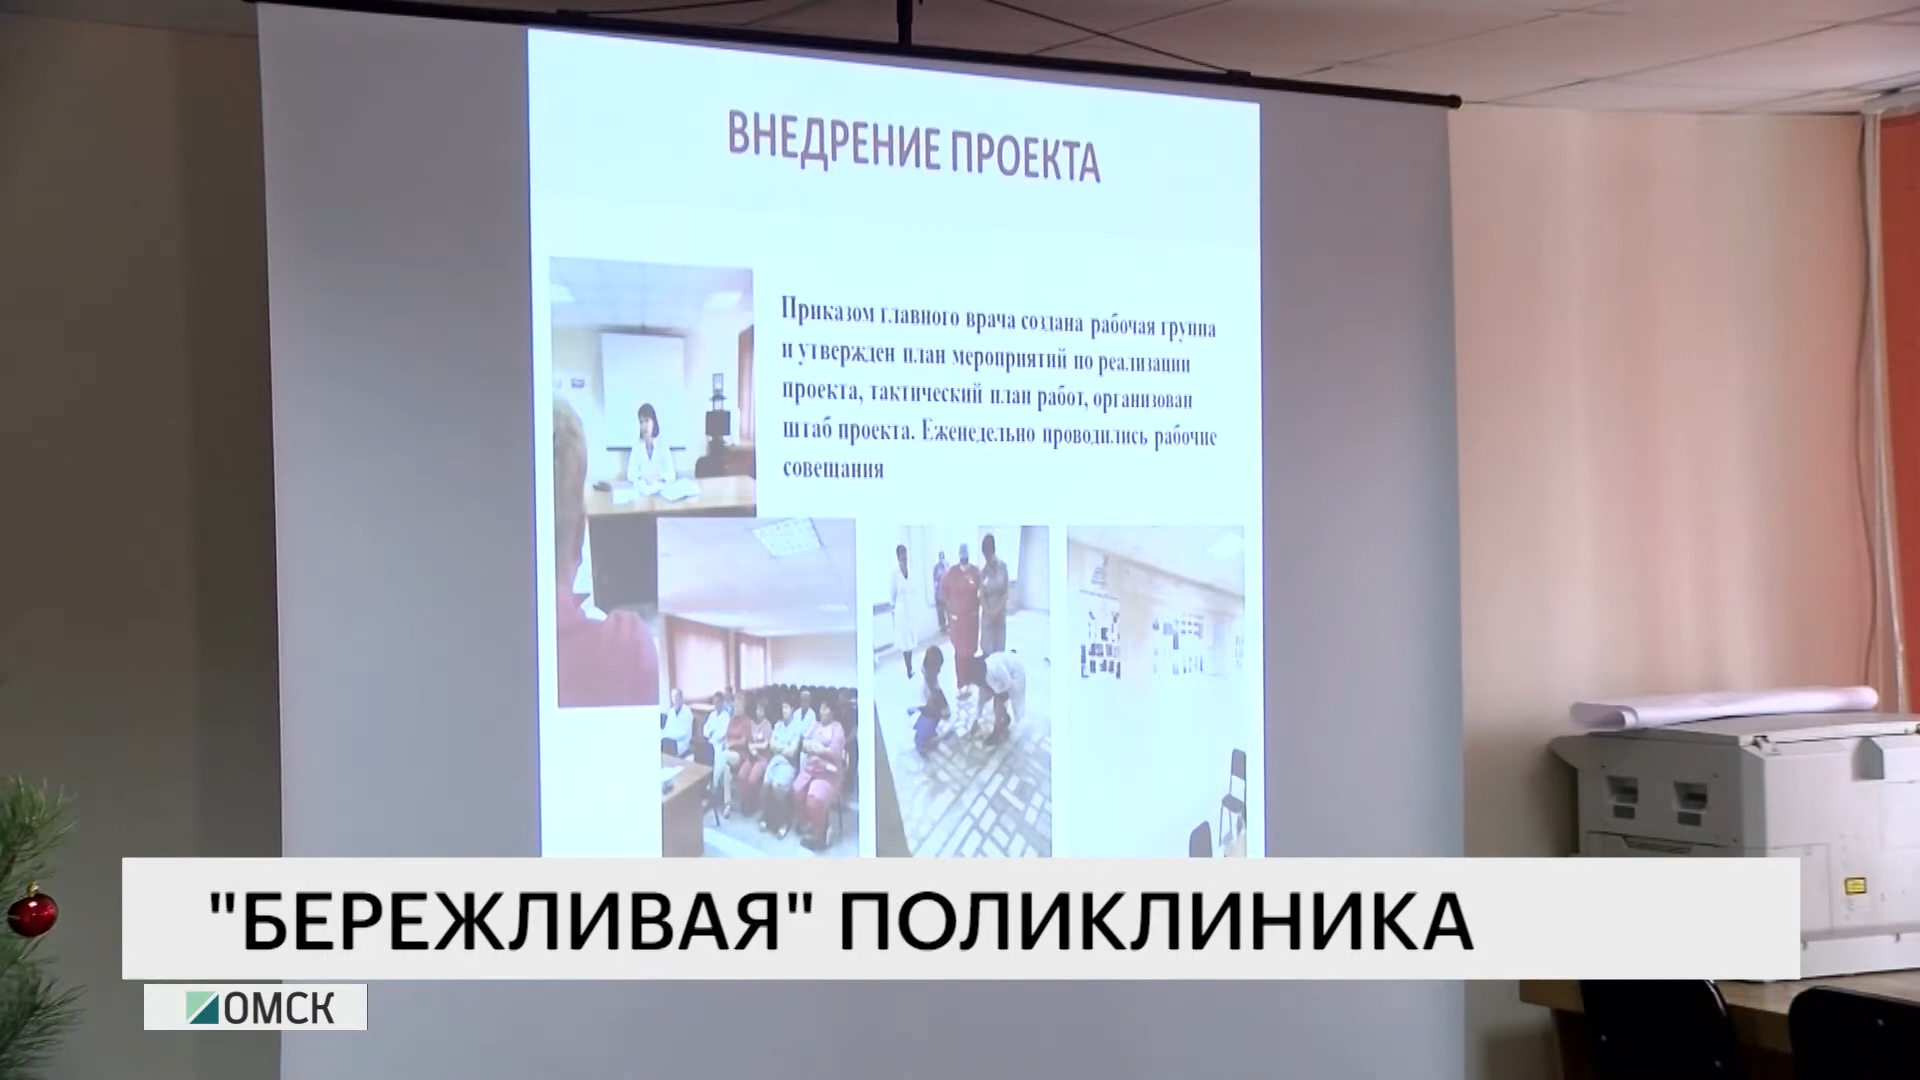 ВНЕДРЕНИЕ ПРОЕКТА
Приказом главного врача создана рабочая группа
и утвержден план мероприятий по реализации
проекта, тактический план работ, организован
штаб проекта. Еженедельно проводились рабочие
совещания
"БЕРЕЖЛИВАЯ" ПОЛИКЛИНИКА
ОМСК